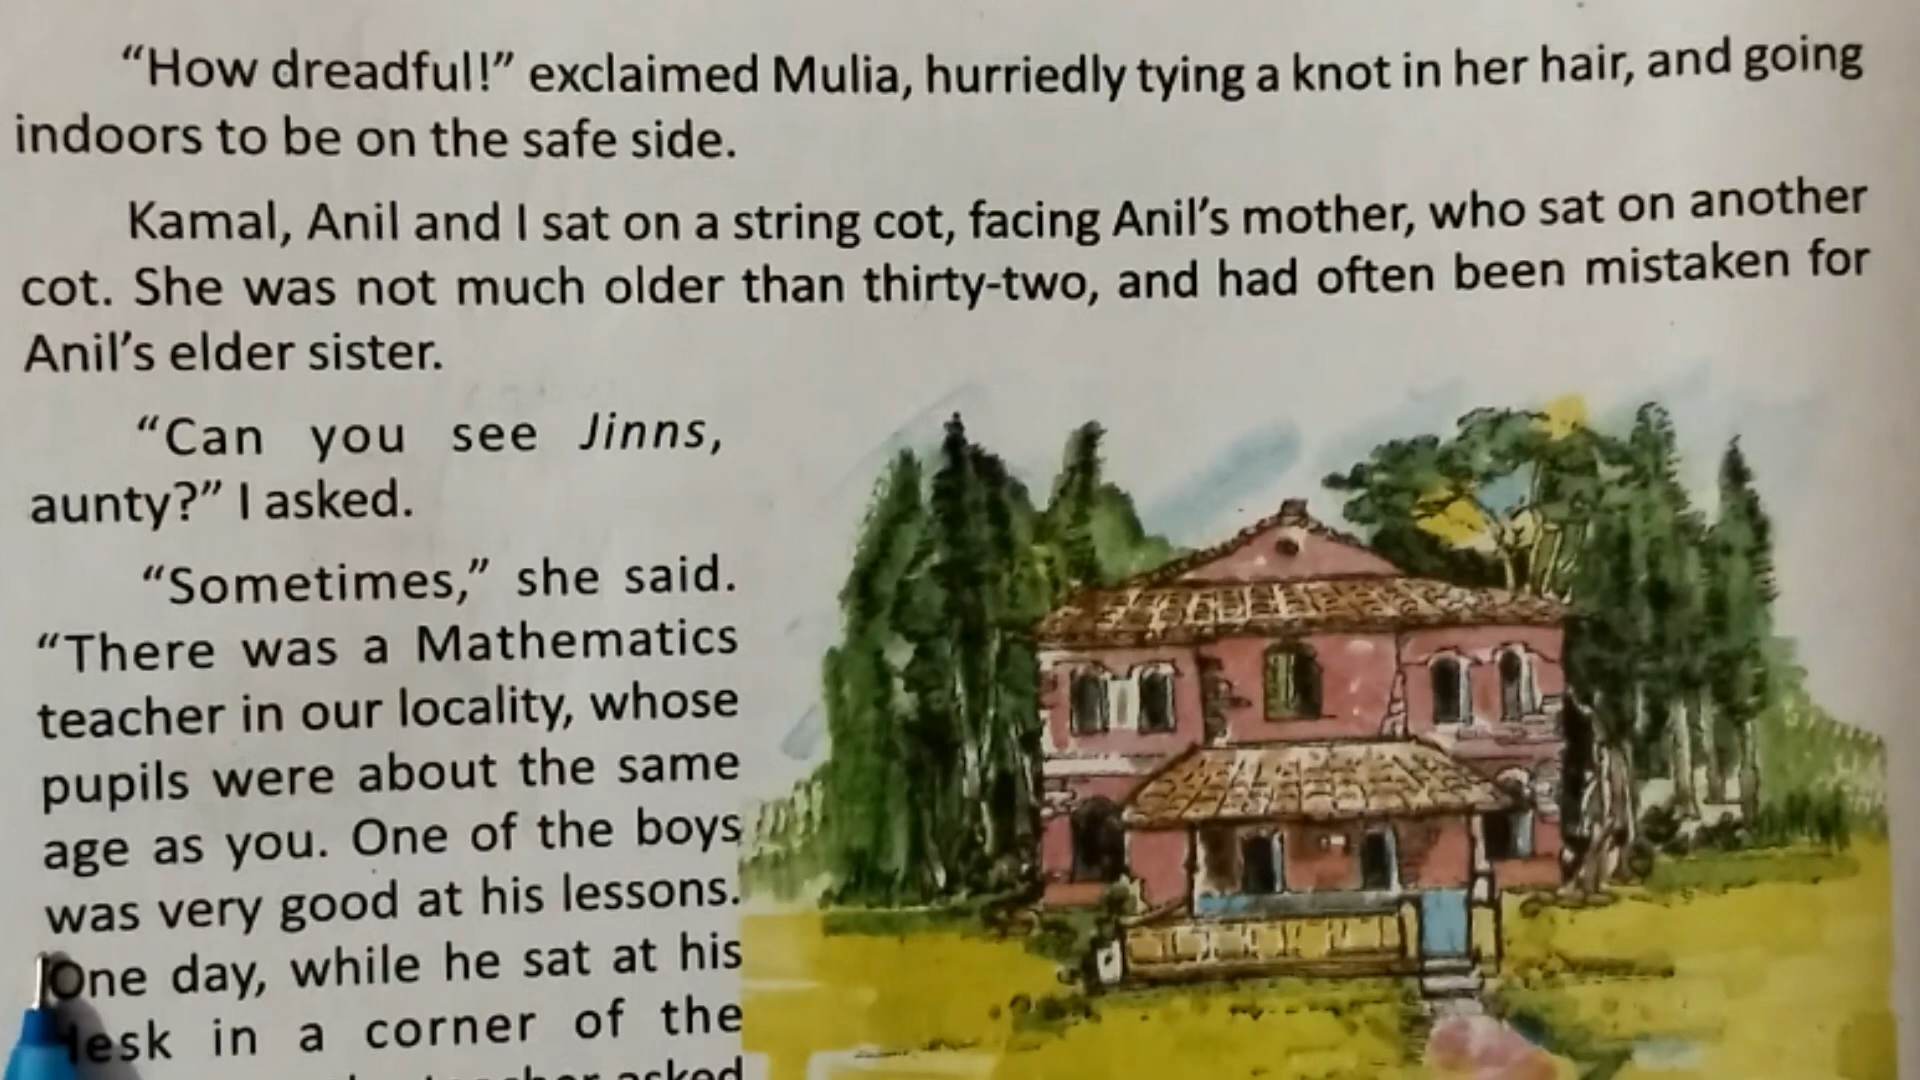 “How dreadful!” exclaimed Mulia, hurriedly tying a knot in her hair, and going
indoors to be on the safe side.
Kamal, Anil and I sat on a string cot, facing Anil’s mother, who sat on another
cot. She was not much older than thirty-two, and had often been mistaken for
Anil’s elder sister.
“Can you see Jinns,
aunty?” I asked.
“Sometimes,” she said.
“There was a Mathematics
teacher in our locality, whose
pupils were about the same
age as you. One of the boys
was very good at his lessons.
One day, while he sat at his
desk in a corner of the
asked